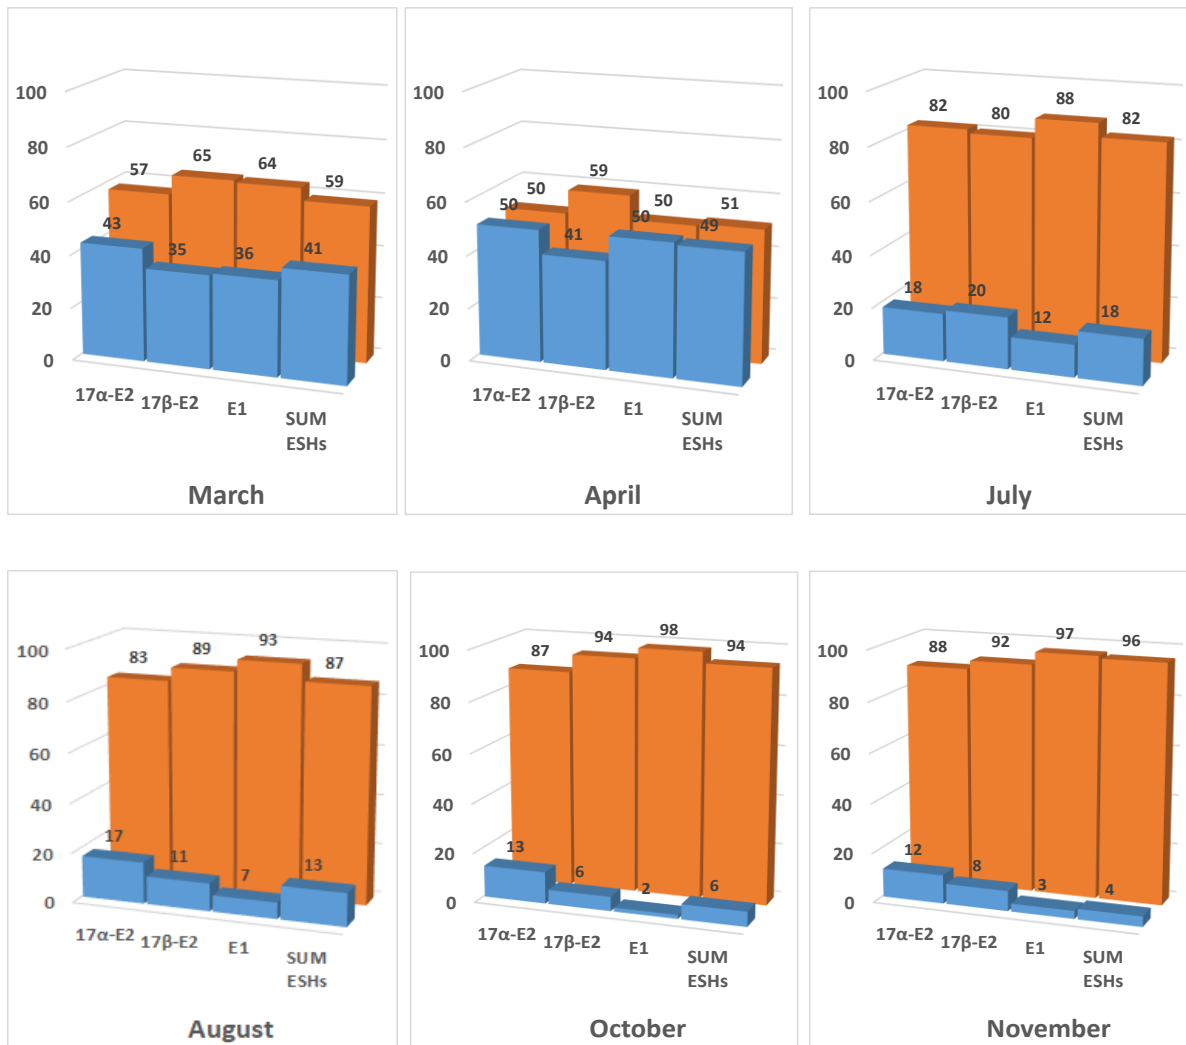 100
80
60
40
20
0
57
65
64
59
43
35
36
41
17α-E2
17β-E2
E1
SUM
ESHs
March
100
80
60
40
20
0
50
59
50
51
50
41
50
49
17α-E2
17β-E2
E1
SUM
ESHs
April
100
80
60
40
20
0
82
80
88
82
18
20
12
18
17α-E2
17β-E2
E1
SUM
ESHs
July
100
80
60
40
20
0
83
89
93
87
17
11
7
13
17α-E2
17β-E2
E1
SUM
ESHs
August
100
80
60
40
20
0
87
94
98
94
13
6
2
6
17α-E2
17β-E2
E1
SUM
ESHs
October
100
80
60
40
20
0
88
92
97
96
12
8
3
4
17α-E2
17β-E2
E1
SUM
ESHs
November